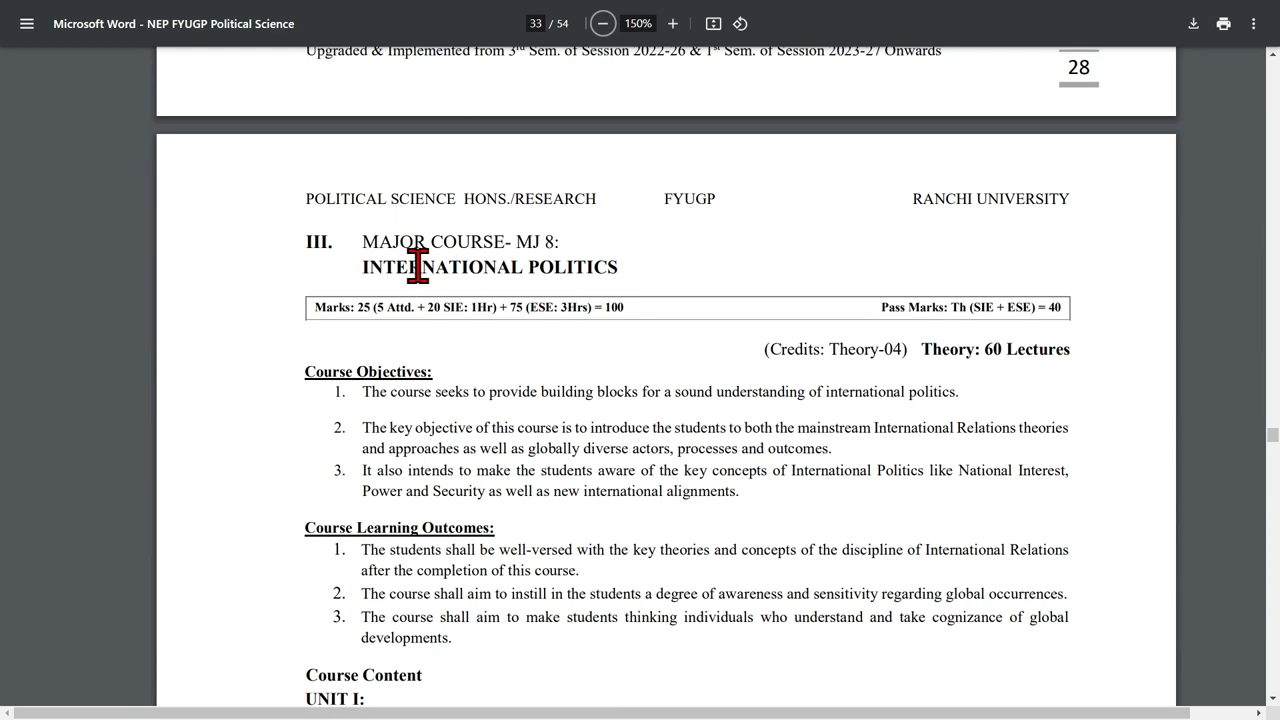 Microsoft Word - NEP FYUGP Political Science
33 / 54
150%
Upgraded & Implemented from 3rd Sem. of Session 2022-26 & 1st Sem. of Session 2023-27 Onwards
28
POLITICAL SCIENCE HONS./RESEARCH FYUGP RANCHI UNIVERSITY
III. MAJOR COURSE- MJ 8:
INTERNATIONAL POLITICS
Marks: 25 (5 Attd. + 20 SIE: 1Hr) + 75 (ESE: 3Hrs) = 100 Pass Marks: Th (SIE + ESE) = 40
(Credits: Theory-04) Theory: 60 Lectures
Course Objectives:
1. The course seeks to provide building blocks for a sound understanding of international politics.
2. The key objective of this course is to introduce the students to both the mainstream International Relations theories
and approaches as well as globally diverse actors, processes and outcomes.
3. It also intends to make the students aware of the key concepts of International Politics like National Interest,
Power and Security as well as new international alignments.
Course Learning Outcomes:
1. The students shall be well-versed with the key theories and concepts of the discipline of International Relations
after the completion of this course.
2. The course shall aim to instill in the students a degree of awareness and sensitivity regarding global occurrences.
3. The course shall aim to make students thinking individuals who understand and take cognizance of global
developments.
Course Content
UNIT I: